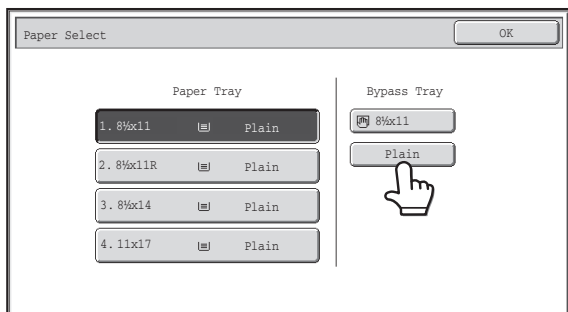 Paper Select
OK
Paper Tray
1. 8½x11 Plain
2. 8½x11R Plain
3. 8½x14 Plain
4. 11x17 Plain
Bypass Tray
8½x11
Plain